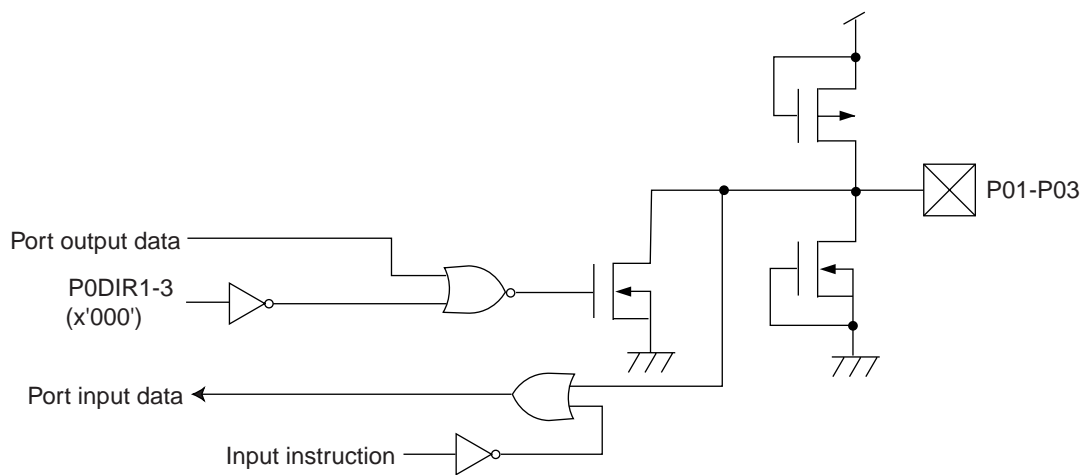 P01-P03
Port output data
P0DIR1-3
(x'000')
Port input data
Input instruction